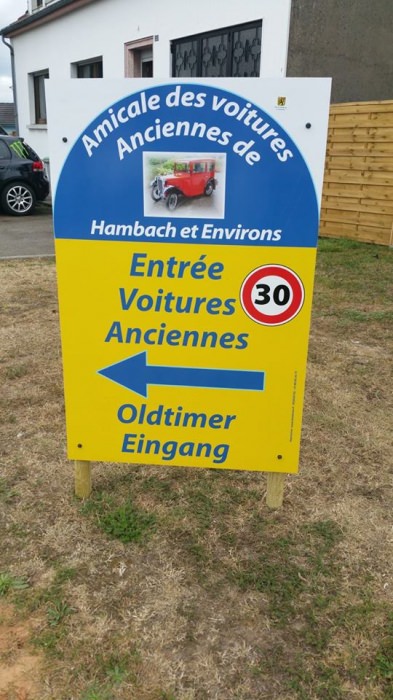 Amicale des voitures
Anciennes de
Hambach et Environs
Entrée
Voitures
30
Anciennes
Oldtimer
Eingang